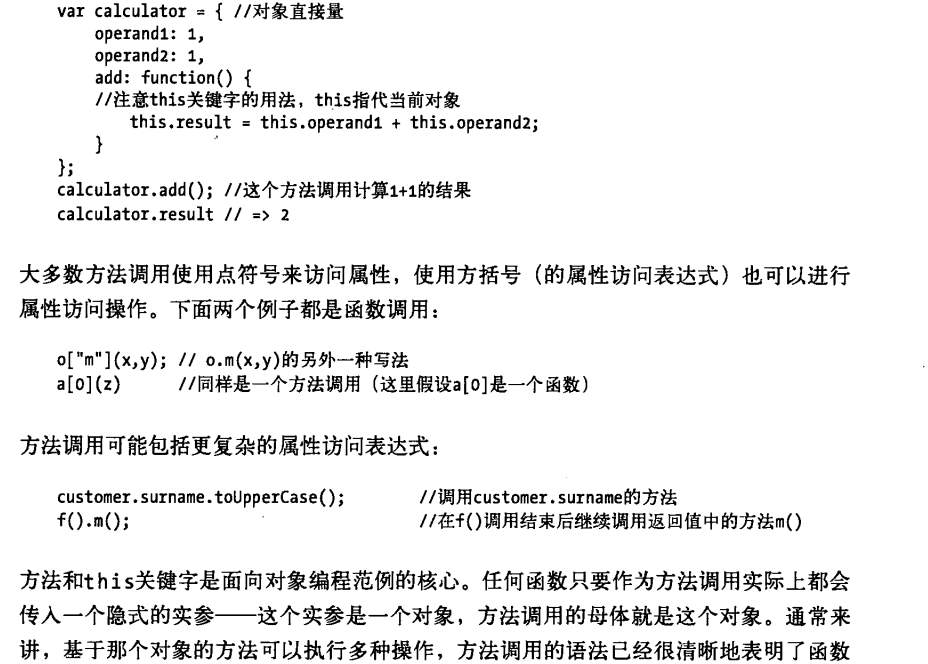 var calculator = { //对象直接量
operand1: 1,
operand2: 1,
add: function() {
//注意this关键字的用法，this指代当前对象
this.result = this.operand1 + this.operand2;
}
};
calculator.add(); //这个方法调用计算1+1的结果
calculator.result // => 2
大多数方法调用使用点符号来访问属性，使用方括号（的属性访问表达式）也可以进行
属性访问操作。下面两个例子都是函数调用：
o["m"](x,y); // o.m(x,y)的另外一种写法
a[0](z) //同样是一个方法调用（这里假设a[0]是一个函数）
方法调用可能包括更复杂的属性访问表达式：
customer.surname.toUpperCase(); //调用customer.surname的方法
f().m(); //在f()调用结束后继续调用返回值中的方法m()
方法和this关键字是面向对象编程范例的核心。任何函数只要作为方法调用实际上都会
传入一个隐式的实参——这个实参是一个对象，方法调用的母体就是这个对象。通常来
讲，基于那个对象的方法可以执行多种操作，方法调用的语法已经很清晰地表明了函数